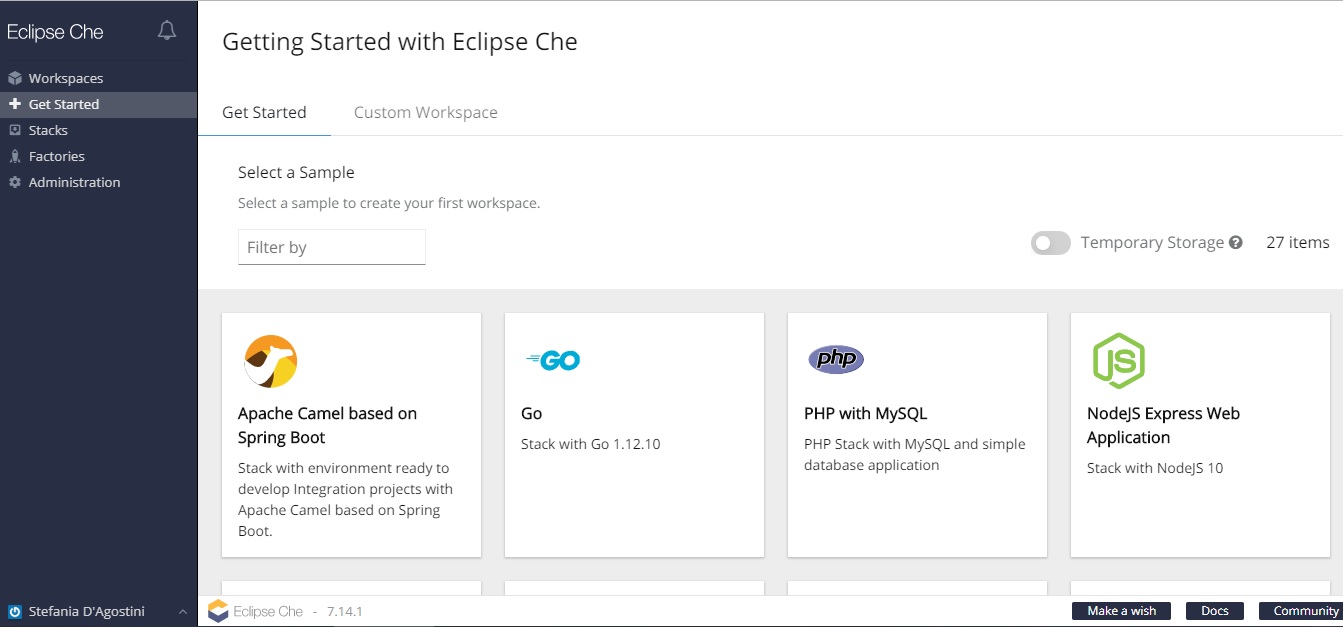 Eclipse Che
Workspaces
Get Started
Stacks
Factories
Administration
Stefania D'Agostini
Getting Started with Eclipse Che
Get Started
Custom Workspace
Select a Sample
Select a sample to create your first workspace.
Filter by
Temporary Storage ?
27 items
Apache Camel based on
Spring Boot
Stack with environment ready to
develop Integration projects with
Apache Camel based on Spring
Boot.
GO
Go
Stack with Go 1.12.10
php
PHP with MySQL
PHP Stack with MySQL and simple
database application
JS
NodeJS Express Web
Application
Stack with NodeJS 10
Eclipse Che - 7.14.1
Make a wish
Docs
Community